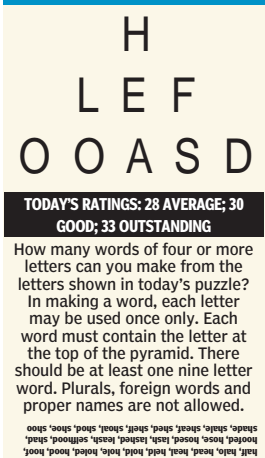 H
L E F
O O A S D
TODAY'S RATINGS: 28 AVERAGE; 30
GOOD; 33 OUTSTANDING
How many words of four or more
letters can you make from the
letters shown in today's puzzle?
In making a word, each letter
may be used once only. Each
word must contain the letter at
the top of the pyramid. There
should be at least one nine letter
word. Plurals, foreign words and
proper names are not allowed.
half, halo, head, heal, held, hold, hole, holed, hood, hoof,
hoofed, hose, hosed, lash, lashed, leash, selfhood, shad,
shade, shale, sheaf, shed, shelf, shoal, shod, shoe, shoo